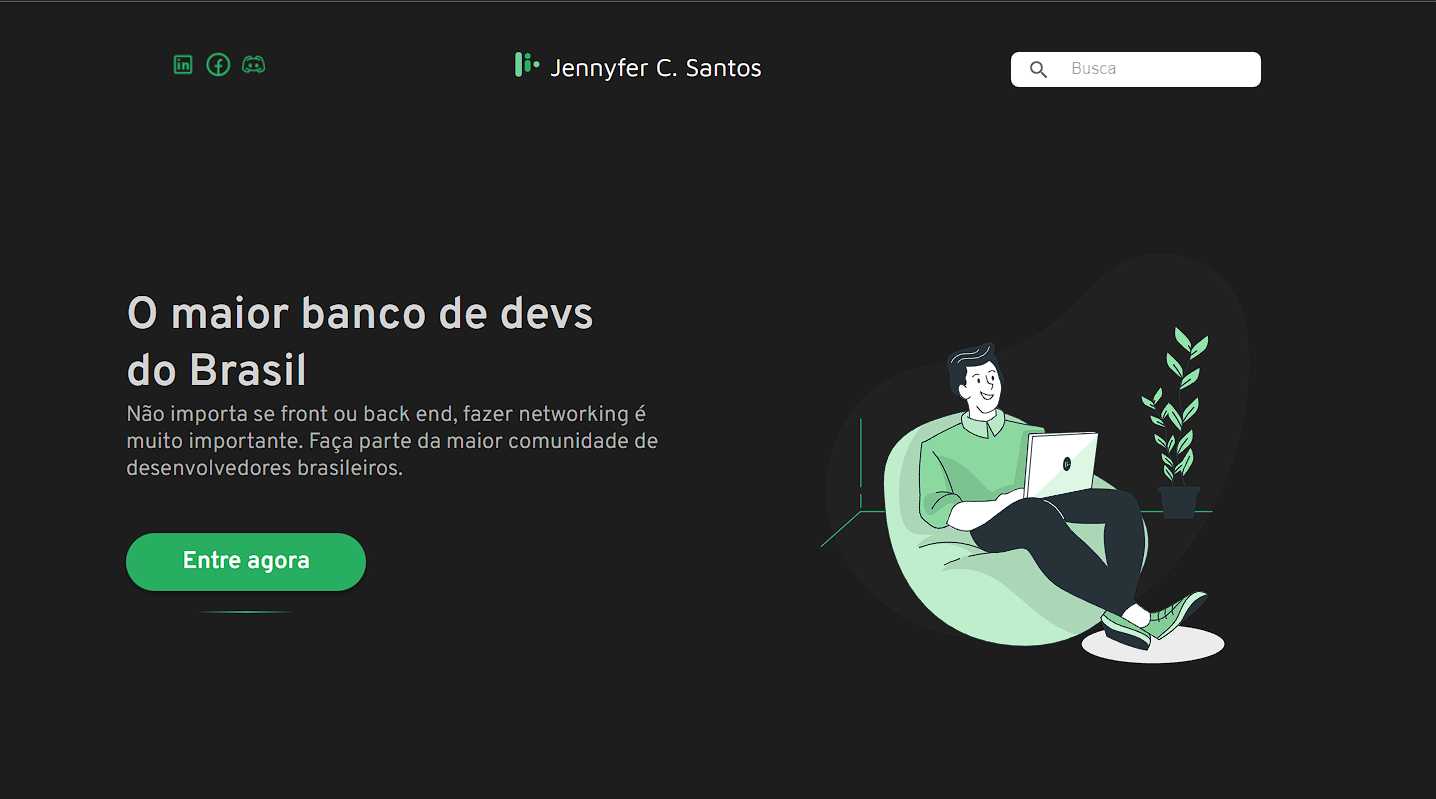 Jennyfer C. Santos
Busca
O maior banco de devs
do Brasil
Não importa se front ou back end, fazer networking é
muito importante. Faça parte da maior comunidade de
desenvolvedores brasileiros.
Entre agora